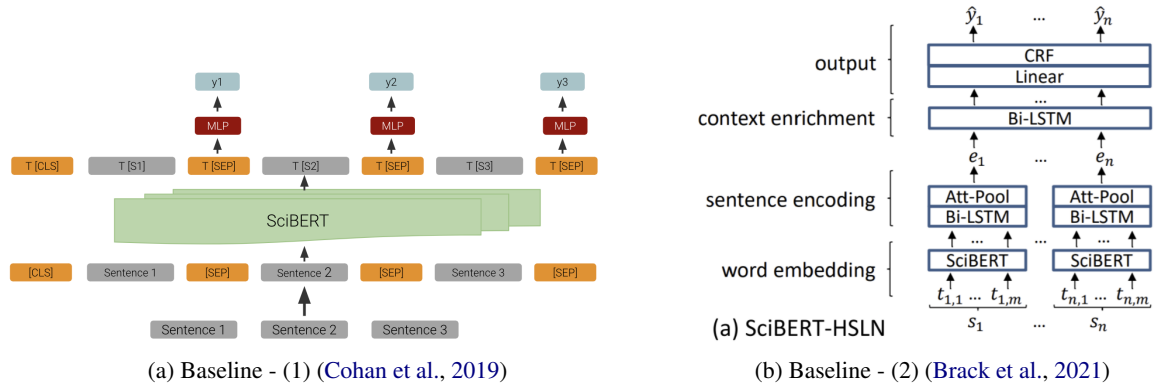 y1 y2 y3
MLP MLP MLP
T [CLS] T [S1] T [SEP] T [S2] T [SEP] T [S3] T [SEP]
SciBERT
[CLS] Sentence 1 [SEP] Sentence 2 [SEP] Sentence 3 [SEP]
Sentence 1 Sentence 2 Sentence 3
(a) Baseline - (1) (Cohan et al., 2019)
ŷ1 ... ŷn
output
CRF
Linear
...
context enrichment
Bi-LSTM
e1 ... en
sentence encoding
Att-Pool Att-Pool
Bi-LSTM Bi-LSTM
... ...
word embedding
SciBERT SciBERT
t1,1 ... t1,m tn,1 ... tn,m
(a) SciBERT-HSLN
s1 ... sn
(b) Baseline - (2) (Brack et al., 2021)